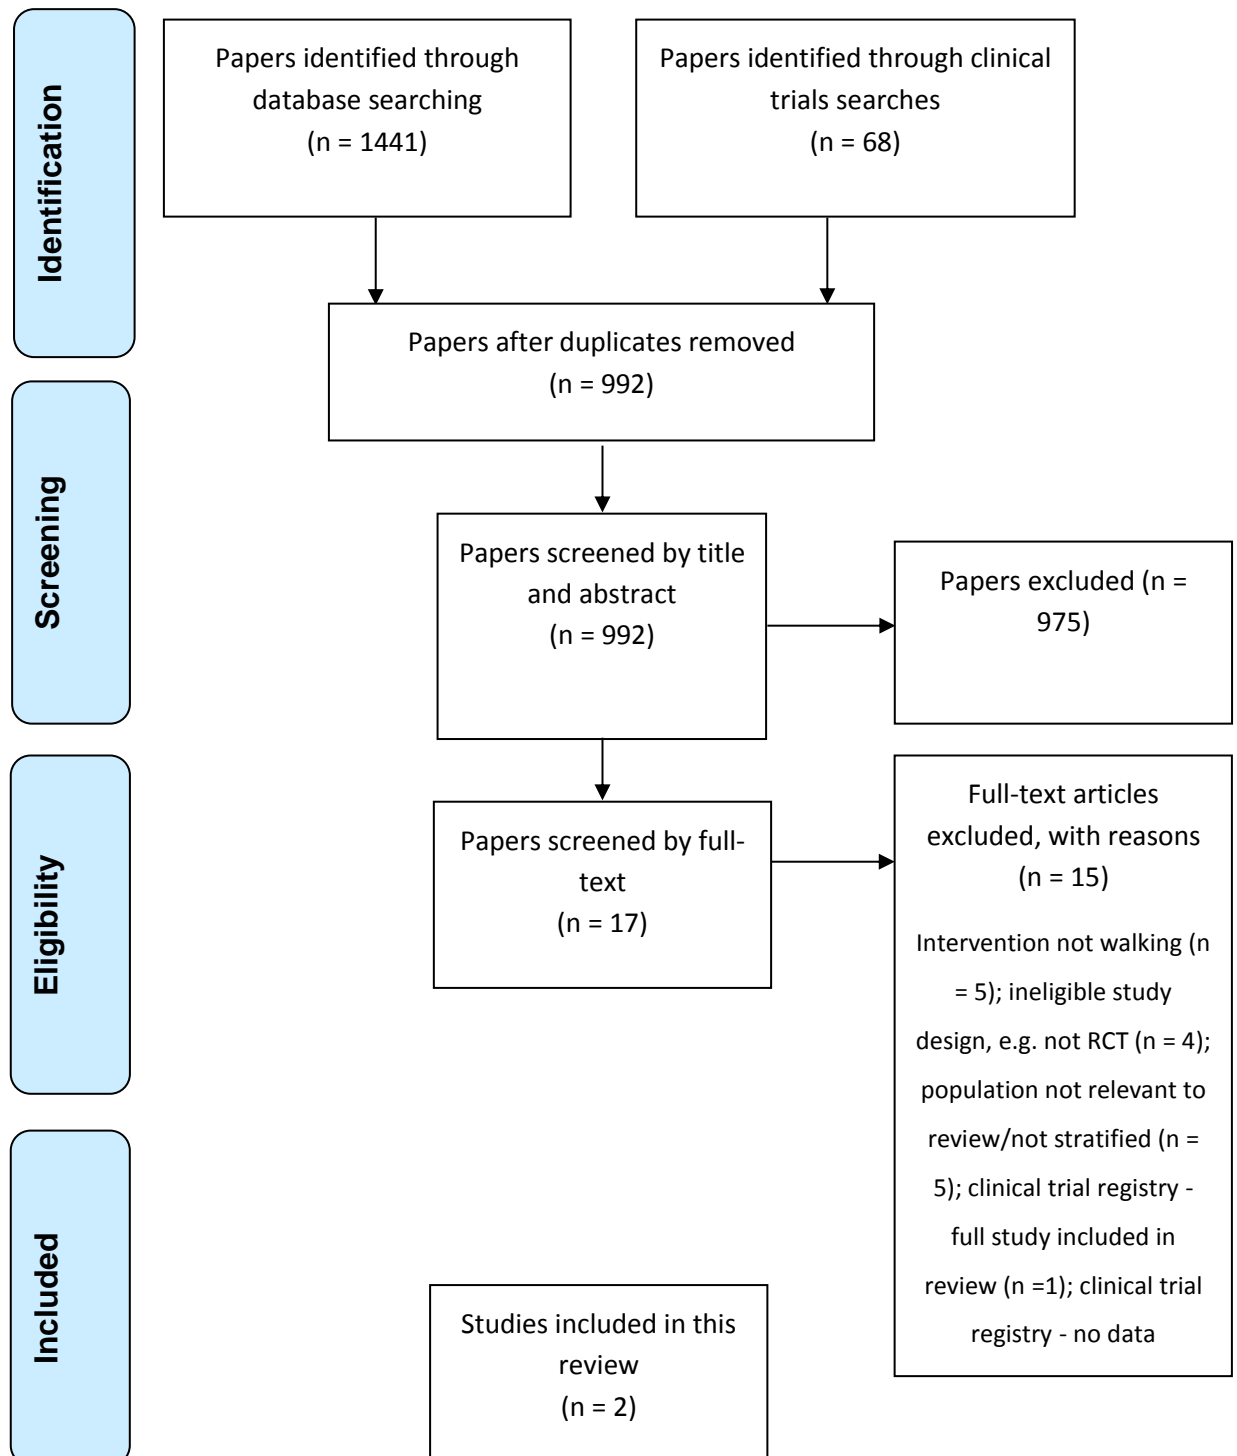 Identification
Papers identified through
database searching
(n = 1441)
Papers identified through clinical
trials searches
(n = 68)
Papers after duplicates removed
(n = 992)
Screening
Papers screened by title
and abstract
(n = 992)
Papers excluded (n =
975)
Eligibility
Papers screened by full-
text
(n = 17)
Full-text articles
excluded, with reasons
(n = 15)
Intervention not walking (n
= 5); ineligible study
design, e.g. not RCT (n = 4);
population not relevant to
review/not stratified (n =
5); clinical trial registry -
full study included in
review (n =1); clinical trial
registry - no data
Included
Studies included in this
review
(n = 2)